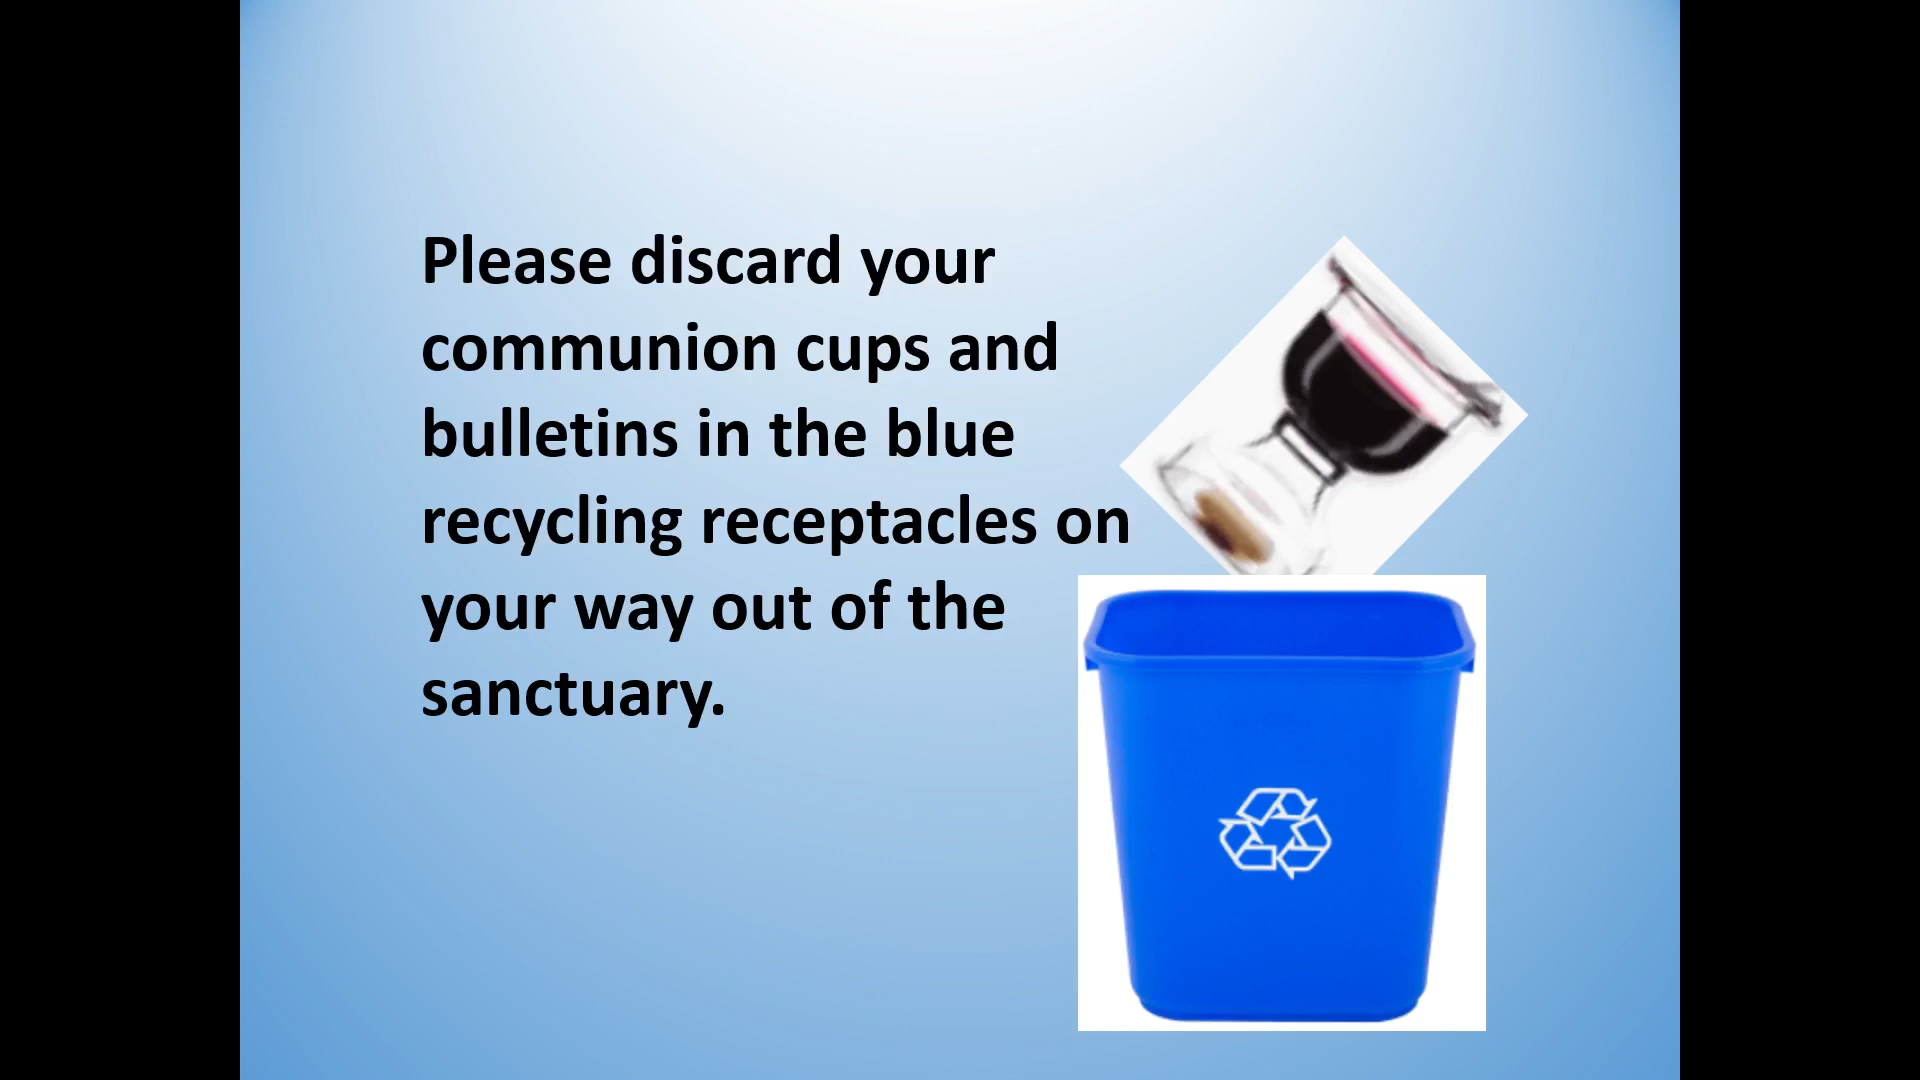 Please discard your
communion cups and
bulletins in the blue
recycling receptacles on
your way out of the
sanctuary.